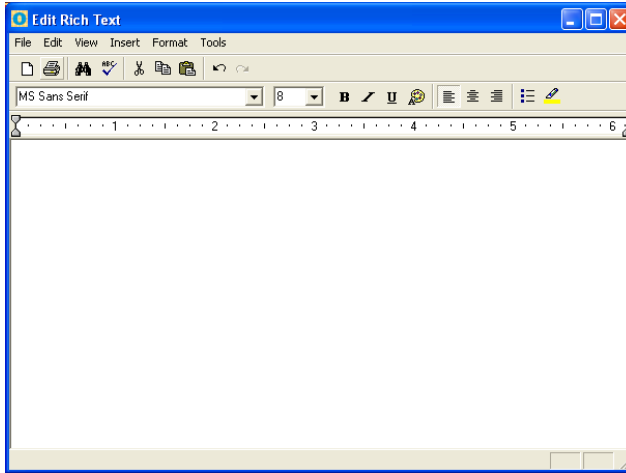 Edit Rich Text
File Edit View Insert Format Tools
ABC
MS Sans Serif 8 B I U A
1 2 3 4 5 6